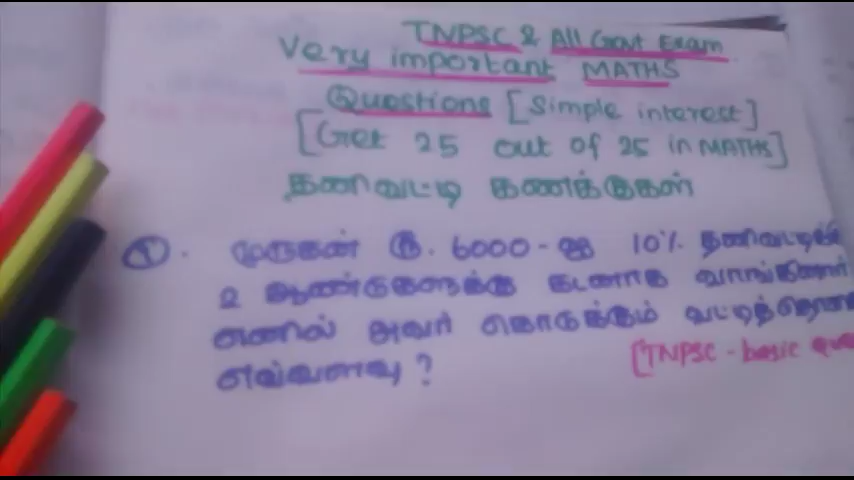 TNPSC & All Govt Exam
Very important MATHS
Questions [Simple interest]
[Get 25 out of 25 in MATHS]
தனிவட்டி கணக்குகள்
1. முருகன் ரூ. 6000-ஐ 10% தனிவட்டிக்கு
2 ஆண்டுகளுக்கு கடனாக வாங்கினார்
எனில் அவர் கொடுக்கும் வட்டித்தொகை
எவ்வளவு?
[TNPSC - basic